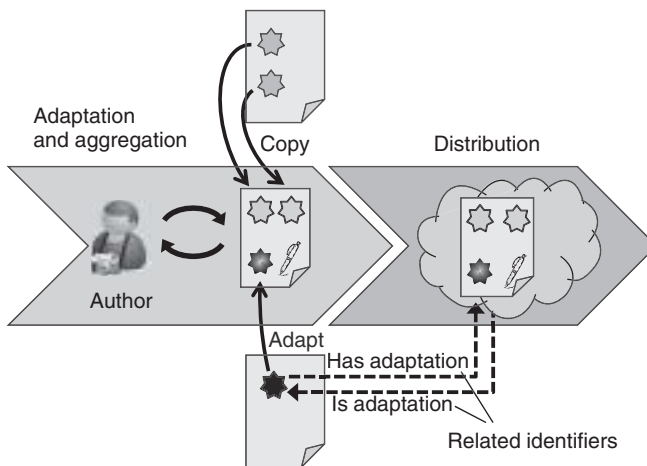 Adaptation
and aggregation
Copy
Distribution
Author
Adapt
Has adaptation
Is adaptation
Related identifiers